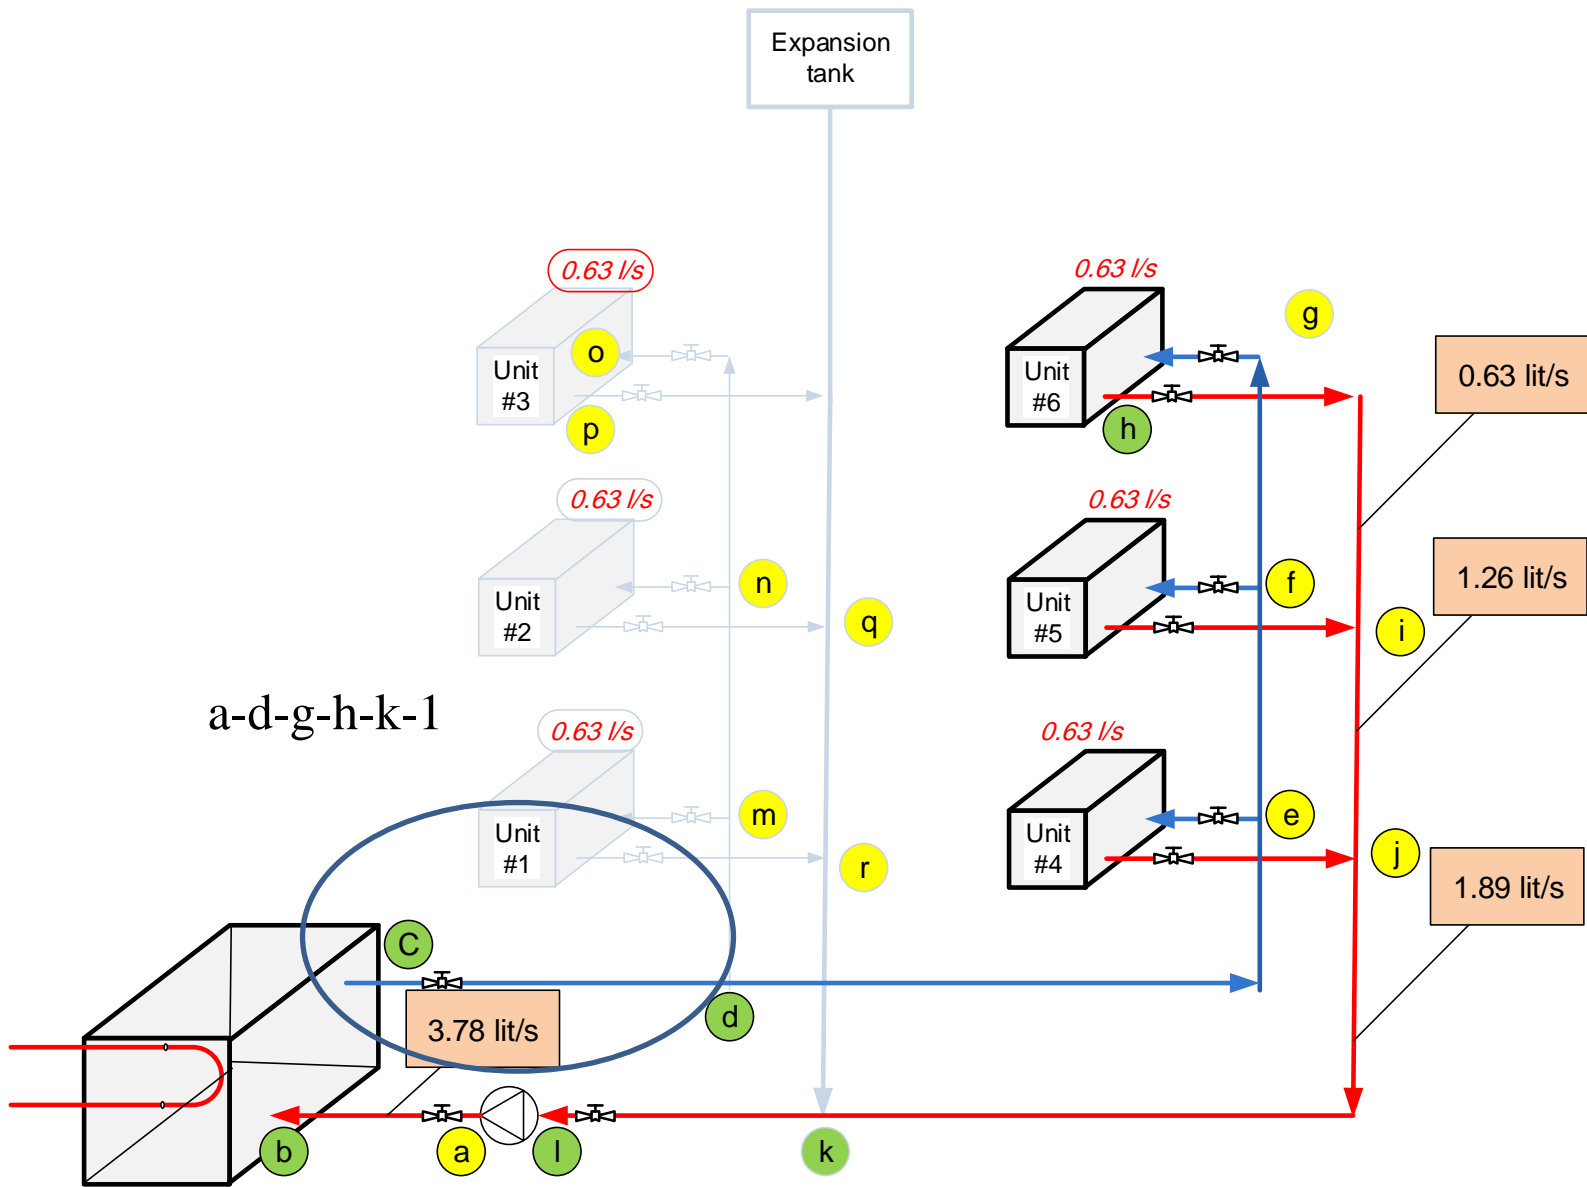 Expansion
tank
0.63 l/s
0.63 l/s
g
o
Unit
#3
Unit
#6
0.63 lit/s
p
h
0.63 l/s
0.63 l/s
n
f
1.26 lit/s
Unit
#2
Unit
#5
q
i
a-d-g-h-k-l
0.63 l/s
0.63 l/s
m
e
Unit
#1
Unit
#4
r
j
1.89 lit/s
C
3.78 lit/s
d
b
a
l
k